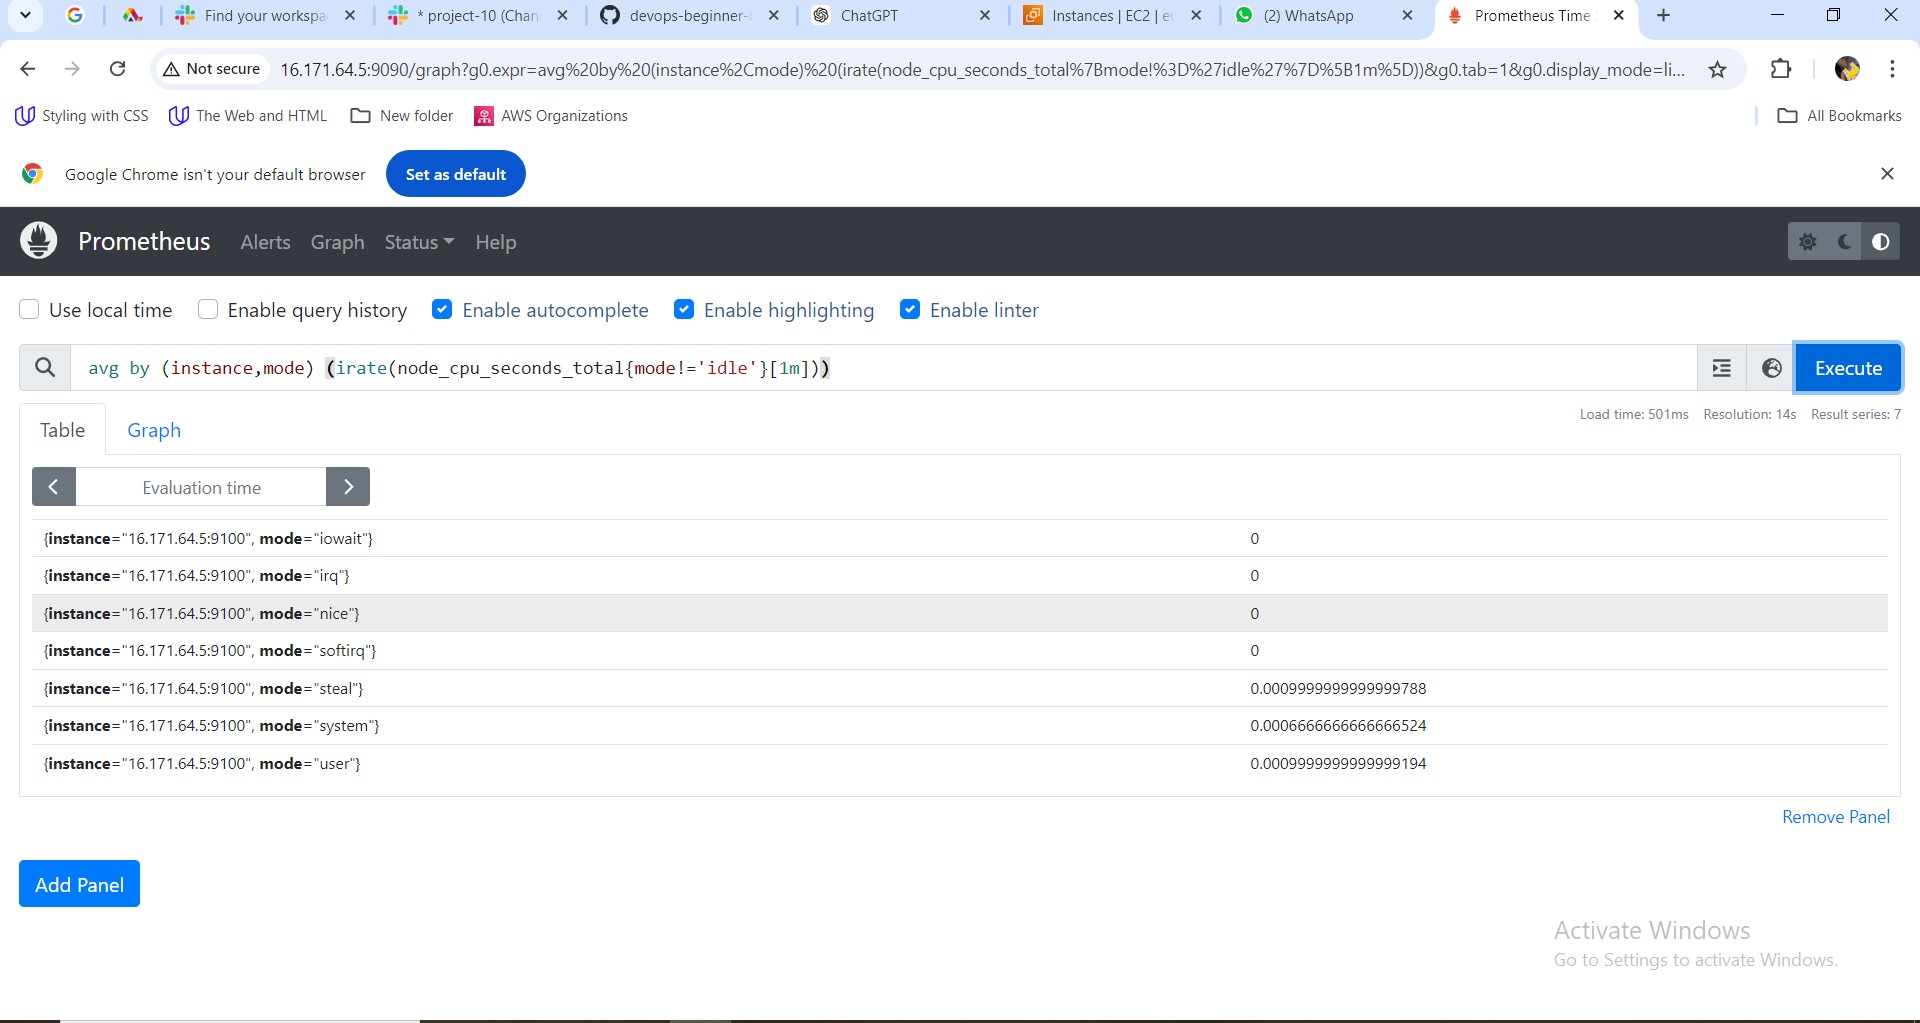 Find your workspa
* project-10 (Chan
devops-beginner-
ChatGPT
Instances | EC2 | eu
(2) WhatsApp
Prometheus Time S
Not secure 16.171.64.5:9090/graph?g0.expr=avg%20by%20(instance%2Cmode)%20(irate(node_cpu_seconds_total%7Bmode!%3D%27idle%27%7D%5B1m%5D))&g0.tab=1&g0.display_mode=li...
Styling with CSS
The Web and HTML
New folder
AWS Organizations
All Bookmarks
Google Chrome isn't your default browser
Set as default
Prometheus Alerts Graph Status Help
Use local time Enable query history Enable autocomplete Enable highlighting Enable linter
avg by (instance,mode) (irate(node_cpu_seconds_total{mode!='idle'}[1m]))
Execute
Load time: 501ms Resolution: 14s Result series: 7
Table Graph
Evaluation time
{instance="16.171.64.5:9100", mode="iowait"} 0
{instance="16.171.64.5:9100", mode="irq"} 0
{instance="16.171.64.5:9100", mode="nice"} 0
{instance="16.171.64.5:9100", mode="softirq"} 0
{instance="16.171.64.5:9100", mode="steal"} 0.0009999999999999788
{instance="16.171.64.5:9100", mode="system"} 0.0006666666666666524
{instance="16.171.64.5:9100", mode="user"} 0.0009999999999999194
Remove Panel
Add Panel
Activate Windows
Go to Settings to activate Windows.